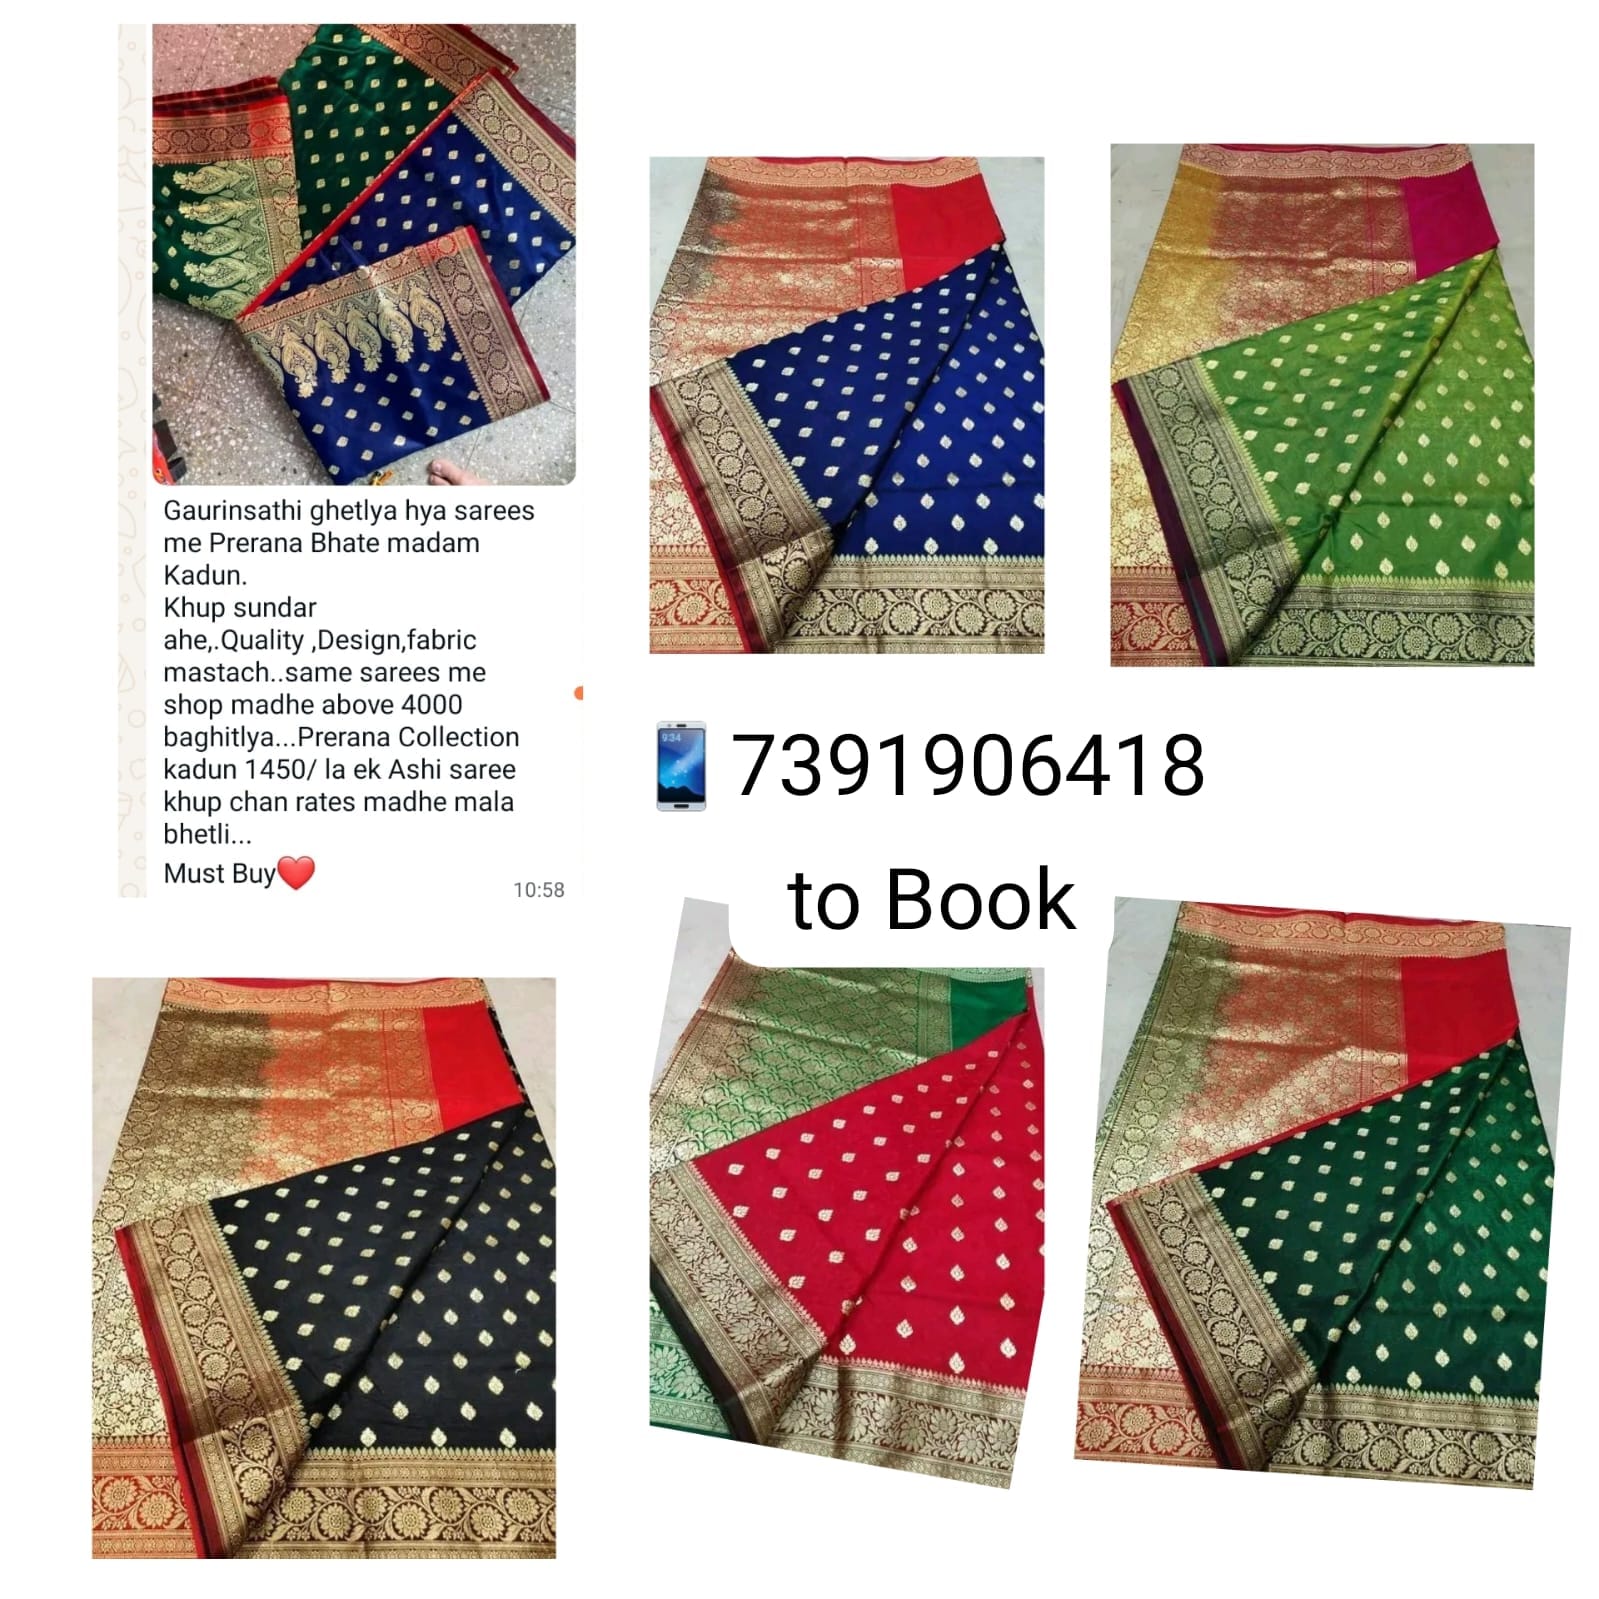 Gaurinsathi ghetlya hya sarees
me Prerana Bhate madam
Kadun.
Khup sundar
ahe,.Quality ,Design,fabric
mastach..same sarees me
shop madhe above 4000
baghitlya...Prerana Collection
kadun 1450/ la ek Ashi saree
khup chan rates madhe mala
bhetli...
Must Buy❤️
10:58
9:34
📱7391906418
to Book